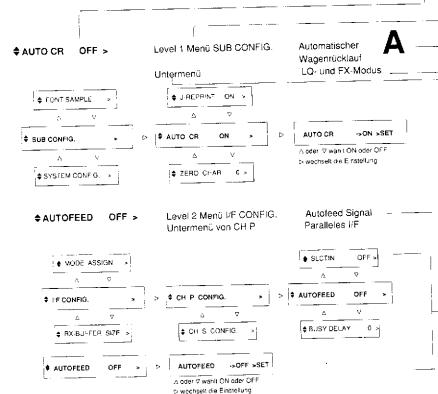 AUTO CR OFF > Level 1 Menü SUB CONFIG. Automatischer A
Wagenrücklauf
Untermenü LQ- und FX-Modus
FONT SAMPLE > J-REPRINT ON >
SUB CONFIG. > AUTO CR ON > AUTO CR ->ON >SET
△ oder ▽ wählt ON oder OFF
▷ wechselt die Einstellung
SYSTEM CONFIG. > ZERO CHAR 0 >
AUTOFEED OFF > Level 2 Menü I/F CONFIG. Autofeed Signal
Untermenü von CH P Paralleles I/F
MODE ASSIGN > SLCTIN OFF >
I/F CONFIG. > CH P CONFIG. > AUTOFEED OFF >
RX-BUFFER SIZE > CH S CONFIG. > BUSY DELAY 0 >
AUTOFEED OFF > AUTOFEED ->OFF >SET
△ oder ▽ wählt ON oder OFF
▷ wechselt die Einstellung